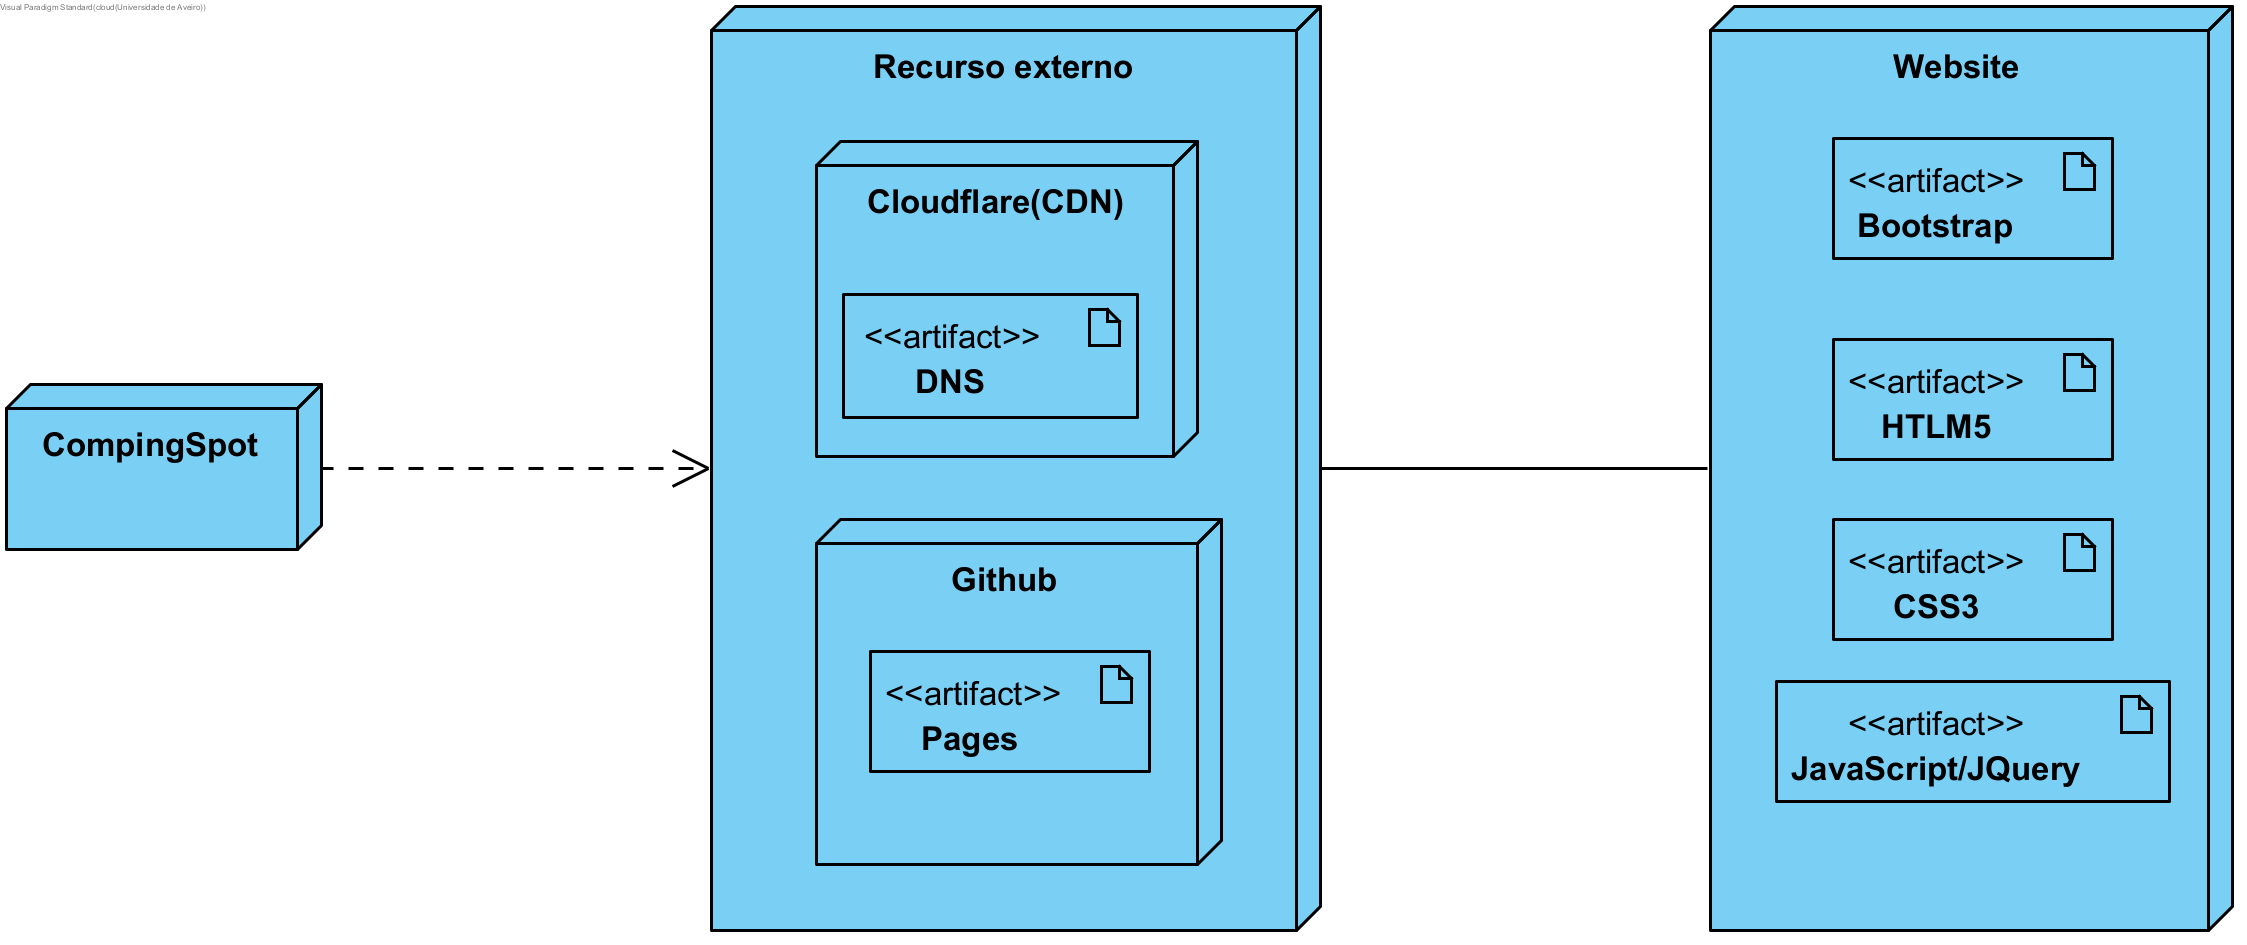 Visual Paradigm Standard(cloud(Universidade de Aveiro))
CompingSpot
Recurso externo
Cloudflare(CDN)
<<artifact>>
DNS
Github
<<artifact>>
Pages
Website
<<artifact>>
Bootstrap
<<artifact>>
HTLM5
<<artifact>>
CSS3
<<artifact>>
JavaScript/JQuery